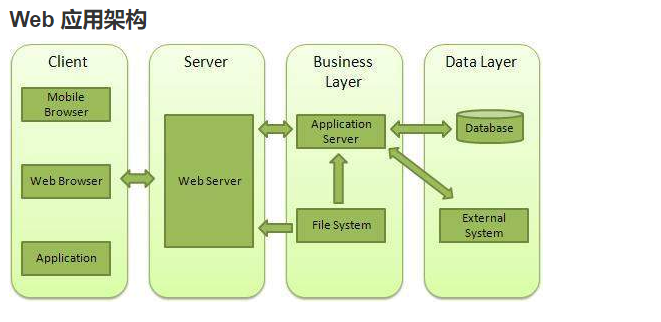 Web 应用架构
Client
Server
Business
Layer
Data Layer
Mobile
Browser
Web Browser
Application
Web Server
Application
Server
File System
Database
External
System